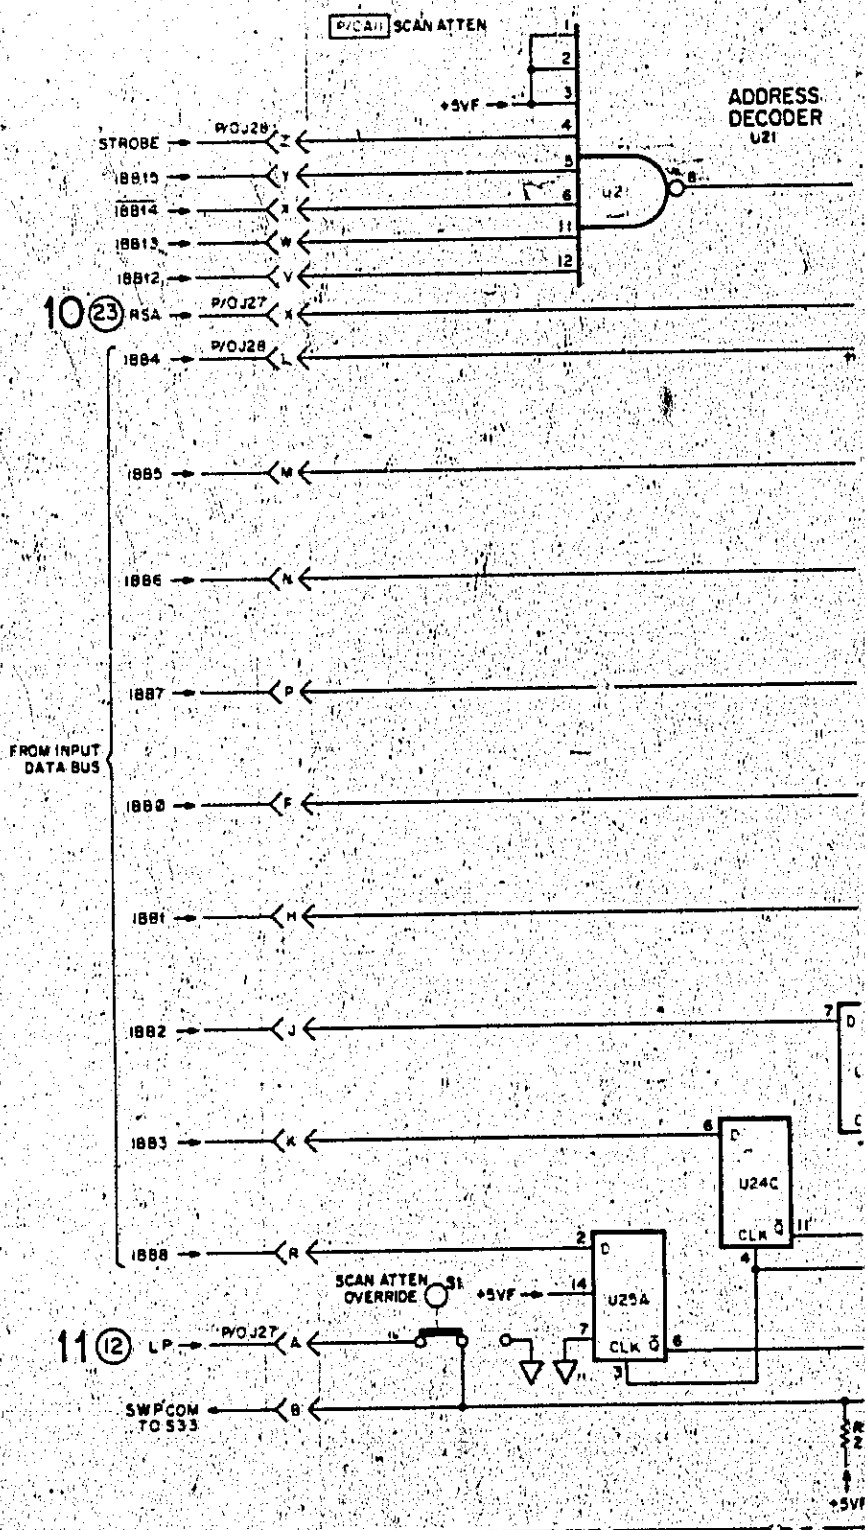 P/OA11 SCAN ATTEN
1
2
+5VF
3
ADDRESS
DECODER
U21
STROBE P/OJ28 Z 4
IBB15 Y 5
U21 8
IBB14 X 6
IBB13 W 11
IBB12 V 12
10 23 RSA P/OJ27 X
IBB4 P/OJ28 L
IBB5 M
IBB6 N
IBB7 P
FROM INPUT
DATA BUS
IBB0 F
IBB1 H
IBB2 J 7 D
IBB3 K 6 D
U24C
CLK Q̄ 11
4
IBB8 R 2 D
SCAN ATTEN
OVERRIDE S1
+5VF 14
U25A
11 12 LP P/OJ27 A
7
CLK Q̄ 6
3
SWP COM
TO S33
B
R
2
+5VF